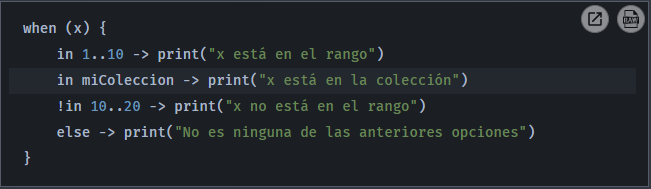 RAW
when (x) {
    in 1..10 -> print("x está en el rango")
    in miColeccion -> print("x está en la colección")
    !in 10..20 -> print("x no está en el rango")
    else -> print("No es ninguna de las anteriores opciones")
}